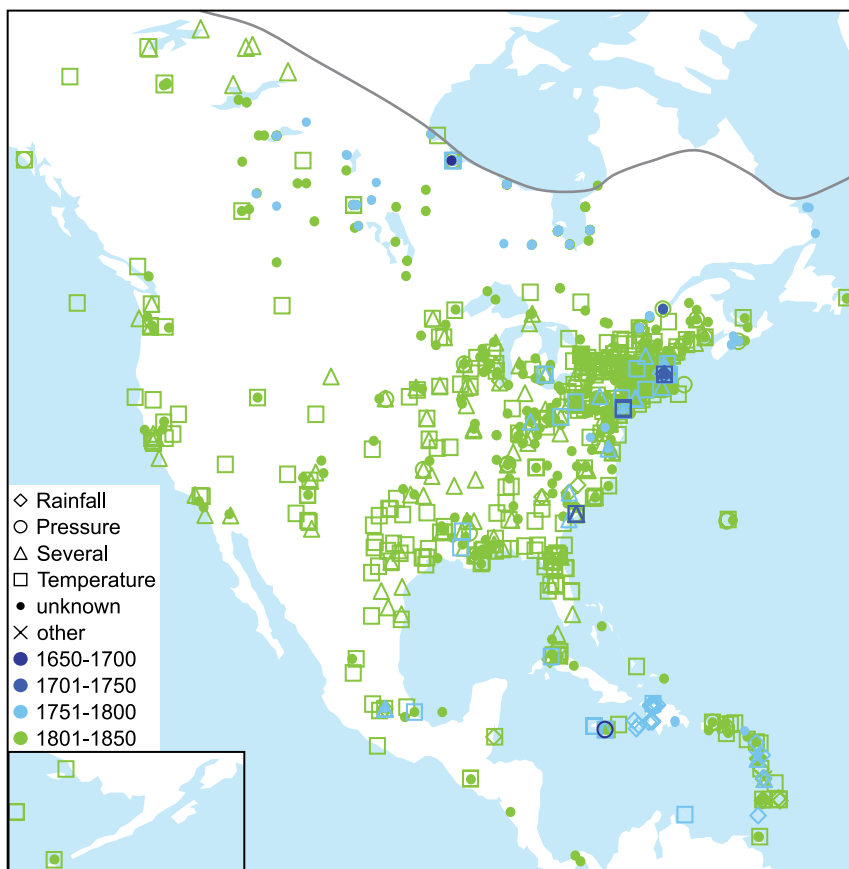 Rainfall
Pressure
Several
Temperature
unknown
other
1650-1700
1701-1750
1751-1800
1801-1850